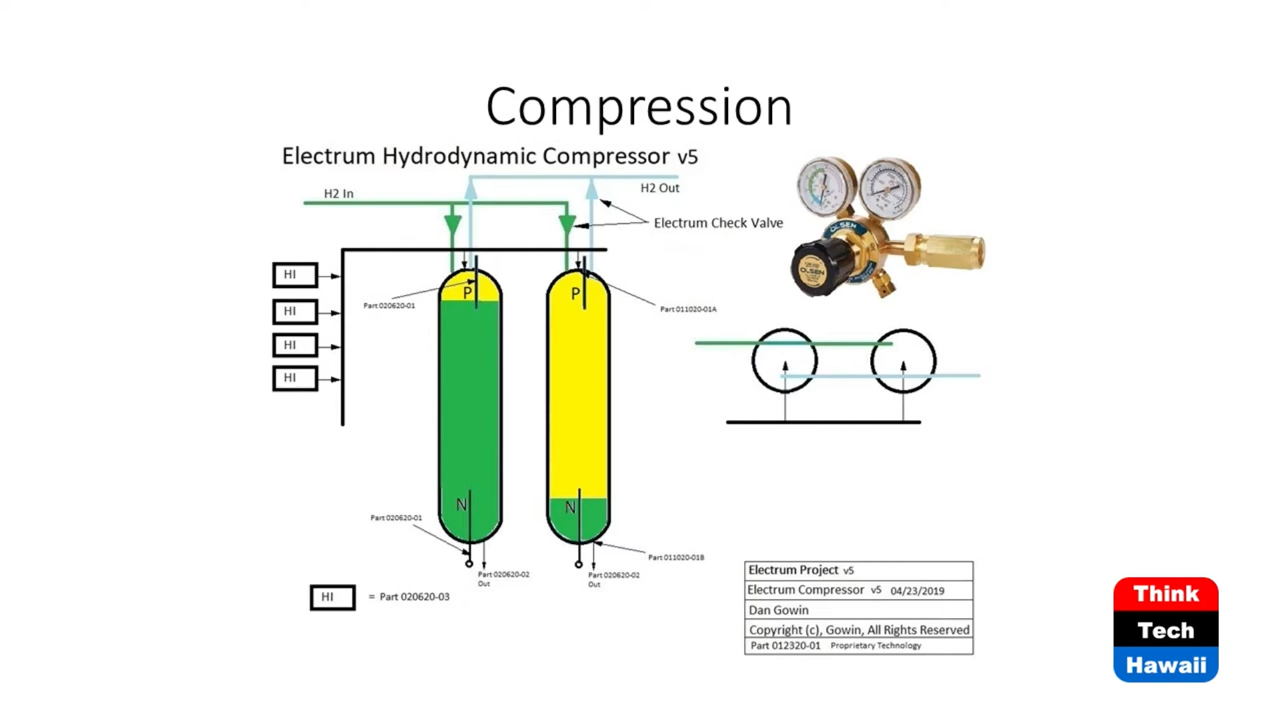 Compression
Electrum Hydrodynamic Compressor v5
H2 In
H2 Out
Electrum Check Valve
OLSEN
OLSEN
HI
HI
HI
HI
P
P
Part 020620-01
Part 011020-01A
N
N
Part 020620-01
Part 011020-01B
Part 020620-02
Out
Part 020620-02
Out
HI = Part 020620-03
Electrum Project v5
Electrum Compressor v5 04/23/2019
Dan Gowin
Copyright (c), Gowin, All Rights Reserved
Part 012320-01 Proprietary Technology
Think
Tech
Hawaii